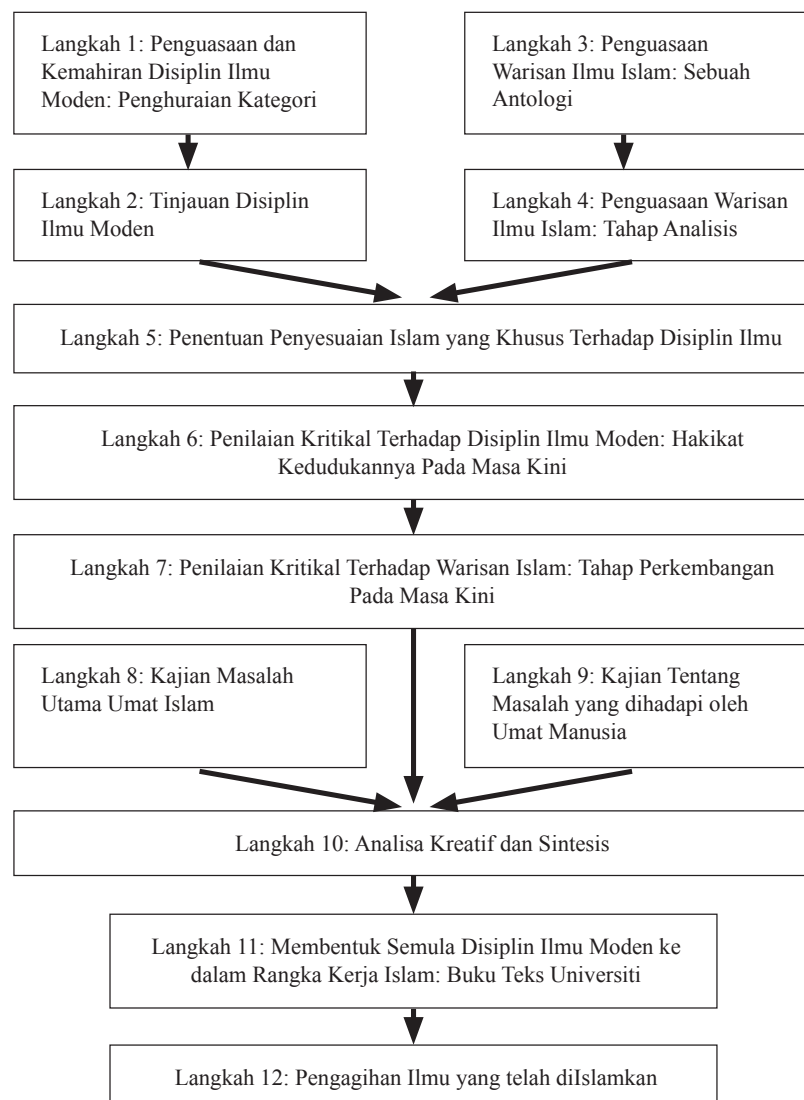 Langkah 1: Penguasaan dan
Kemahiran Disiplin Ilmu
Moden: Penghuraian Kategori
Langkah 3: Penguasaan
Warisan Ilmu Islam: Sebuah
Antologi
Langkah 2: Tinjauan Disiplin
Ilmu Moden
Langkah 4: Penguasaan Warisan
Ilmu Islam: Tahap Analisis
Langkah 5: Penentuan Penyesuaian Islam yang Khusus Terhadap Disiplin Ilmu
Langkah 6: Penilaian Kritikal Terhadap Disiplin Ilmu Moden: Hakikat
Kedudukannya Pada Masa Kini
Langkah 7: Penilaian Kritikal Terhadap Warisan Islam: Tahap Perkembangan
Pada Masa Kini
Langkah 8: Kajian Masalah
Utama Umat Islam
Langkah 9: Kajian Tentang
Masalah yang dihadapi oleh
Umat Manusia
Langkah 10: Analisa Kreatif dan Sintesis
Langkah 11: Membentuk Semula Disiplin Ilmu Moden ke
dalam Rangka Kerja Islam: Buku Teks Universiti
Langkah 12: Pengagihan Ilmu yang telah diIslamkan